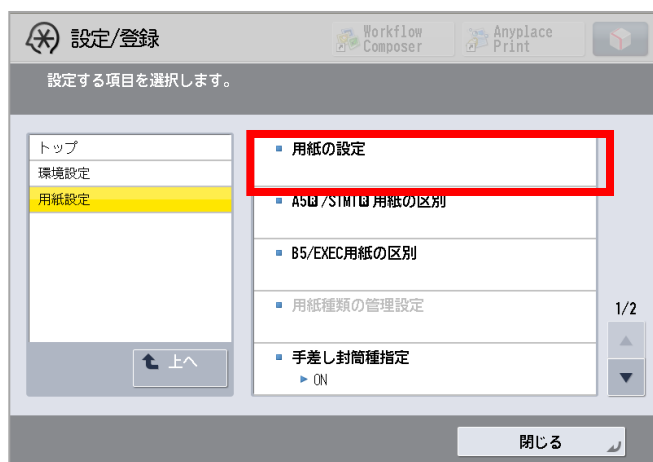 設定/登録
Workflow Composer
Anyplace Print
設定する項目を選択します。
トップ
環境設定
用紙設定
上へ
用紙の設定
A5R/STMTR用紙の区別
B5/EXEC用紙の区別
用紙種類の管理設定
手差し封筒種指定
ON
1/2
閉じる